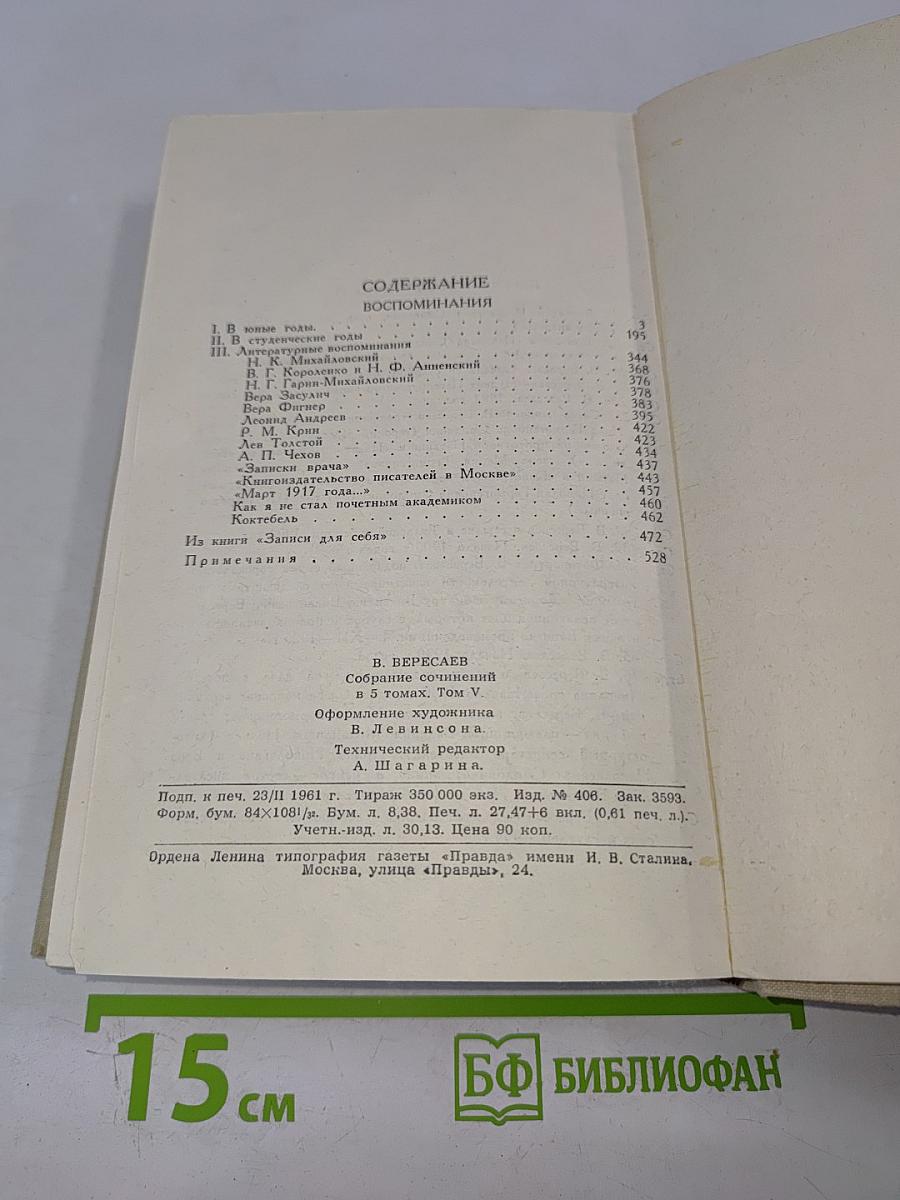 СОДЕРЖАНИЕ
ВОСПОМИНАНИЯ
I. В юные годы. . . . . . . . . . . . . . . . . . 3
II. В студенческие годы . . . . . . . . . . . . . . . 195
III. Литературные воспоминания
Н. К. Михайловский . . . . . . . . . . . . . 344
В. Г. Короленко и Н. Ф. Анненский . . . . . . . 368
Н. Г. Гарин-Михайловский . . . . . . . . . . . 376
Вера Засулич . . . . . . . . . . . . . . . . 378
Вера Фигнер . . . . . . . . . . . . . . . . 383
Леонид Андреев . . . . . . . . . . . . . . . 395
Р. М. Крин . . . . . . . . . . . . . . . . 422
Лев Толстой . . . . . . . . . . . . . . . . 423
А. П. Чехов . . . . . . . . . . . . . . . . 434
«Записки врача» . . . . . . . . . . . . . . . 437
«Книгоиздательство писателей в Москве» . . . . . . 443
«Март 1917 года...» . . . . . . . . . . . . . 457
Как я не стал почетным академиком . . . . . . . . 460
Коктебель . . . . . . . . . . . . . . . . . 462
Из книги «Записи для себя» . . . . . . . . . . . . 472
Примечания . . . . . . . . . . . . . . . . . 528
В. ВЕРЕСАЕВ
Собрание сочинений
в 5 томах. Том V.
Оформление художника
В. Левинсона.
Технический редактор
А. Шагарина.
Подп. к печ. 23/II 1961 г. Тираж 350 000 экз. Изд. № 406. Зак. 3593.
Форм. бум. 84×108 1/32. Бум. л. 8,38. Печ. л. 27,47+6 вкл. (0,61 печ. л.).
Учетн.-изд. л. 30,13. Цена 90 коп.
Ордена Ленина типография газеты «Правда» имени И. В. Сталина.
Москва, улица «Правды», 24.
15 см
БФ БИБЛИОФАН